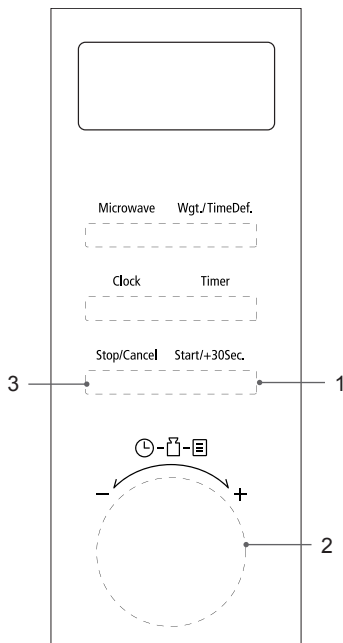 Microwave Wgt./TimeDef.
Clock Timer
Stop/Cancel Start/+30Sec.
3 1
− +
2